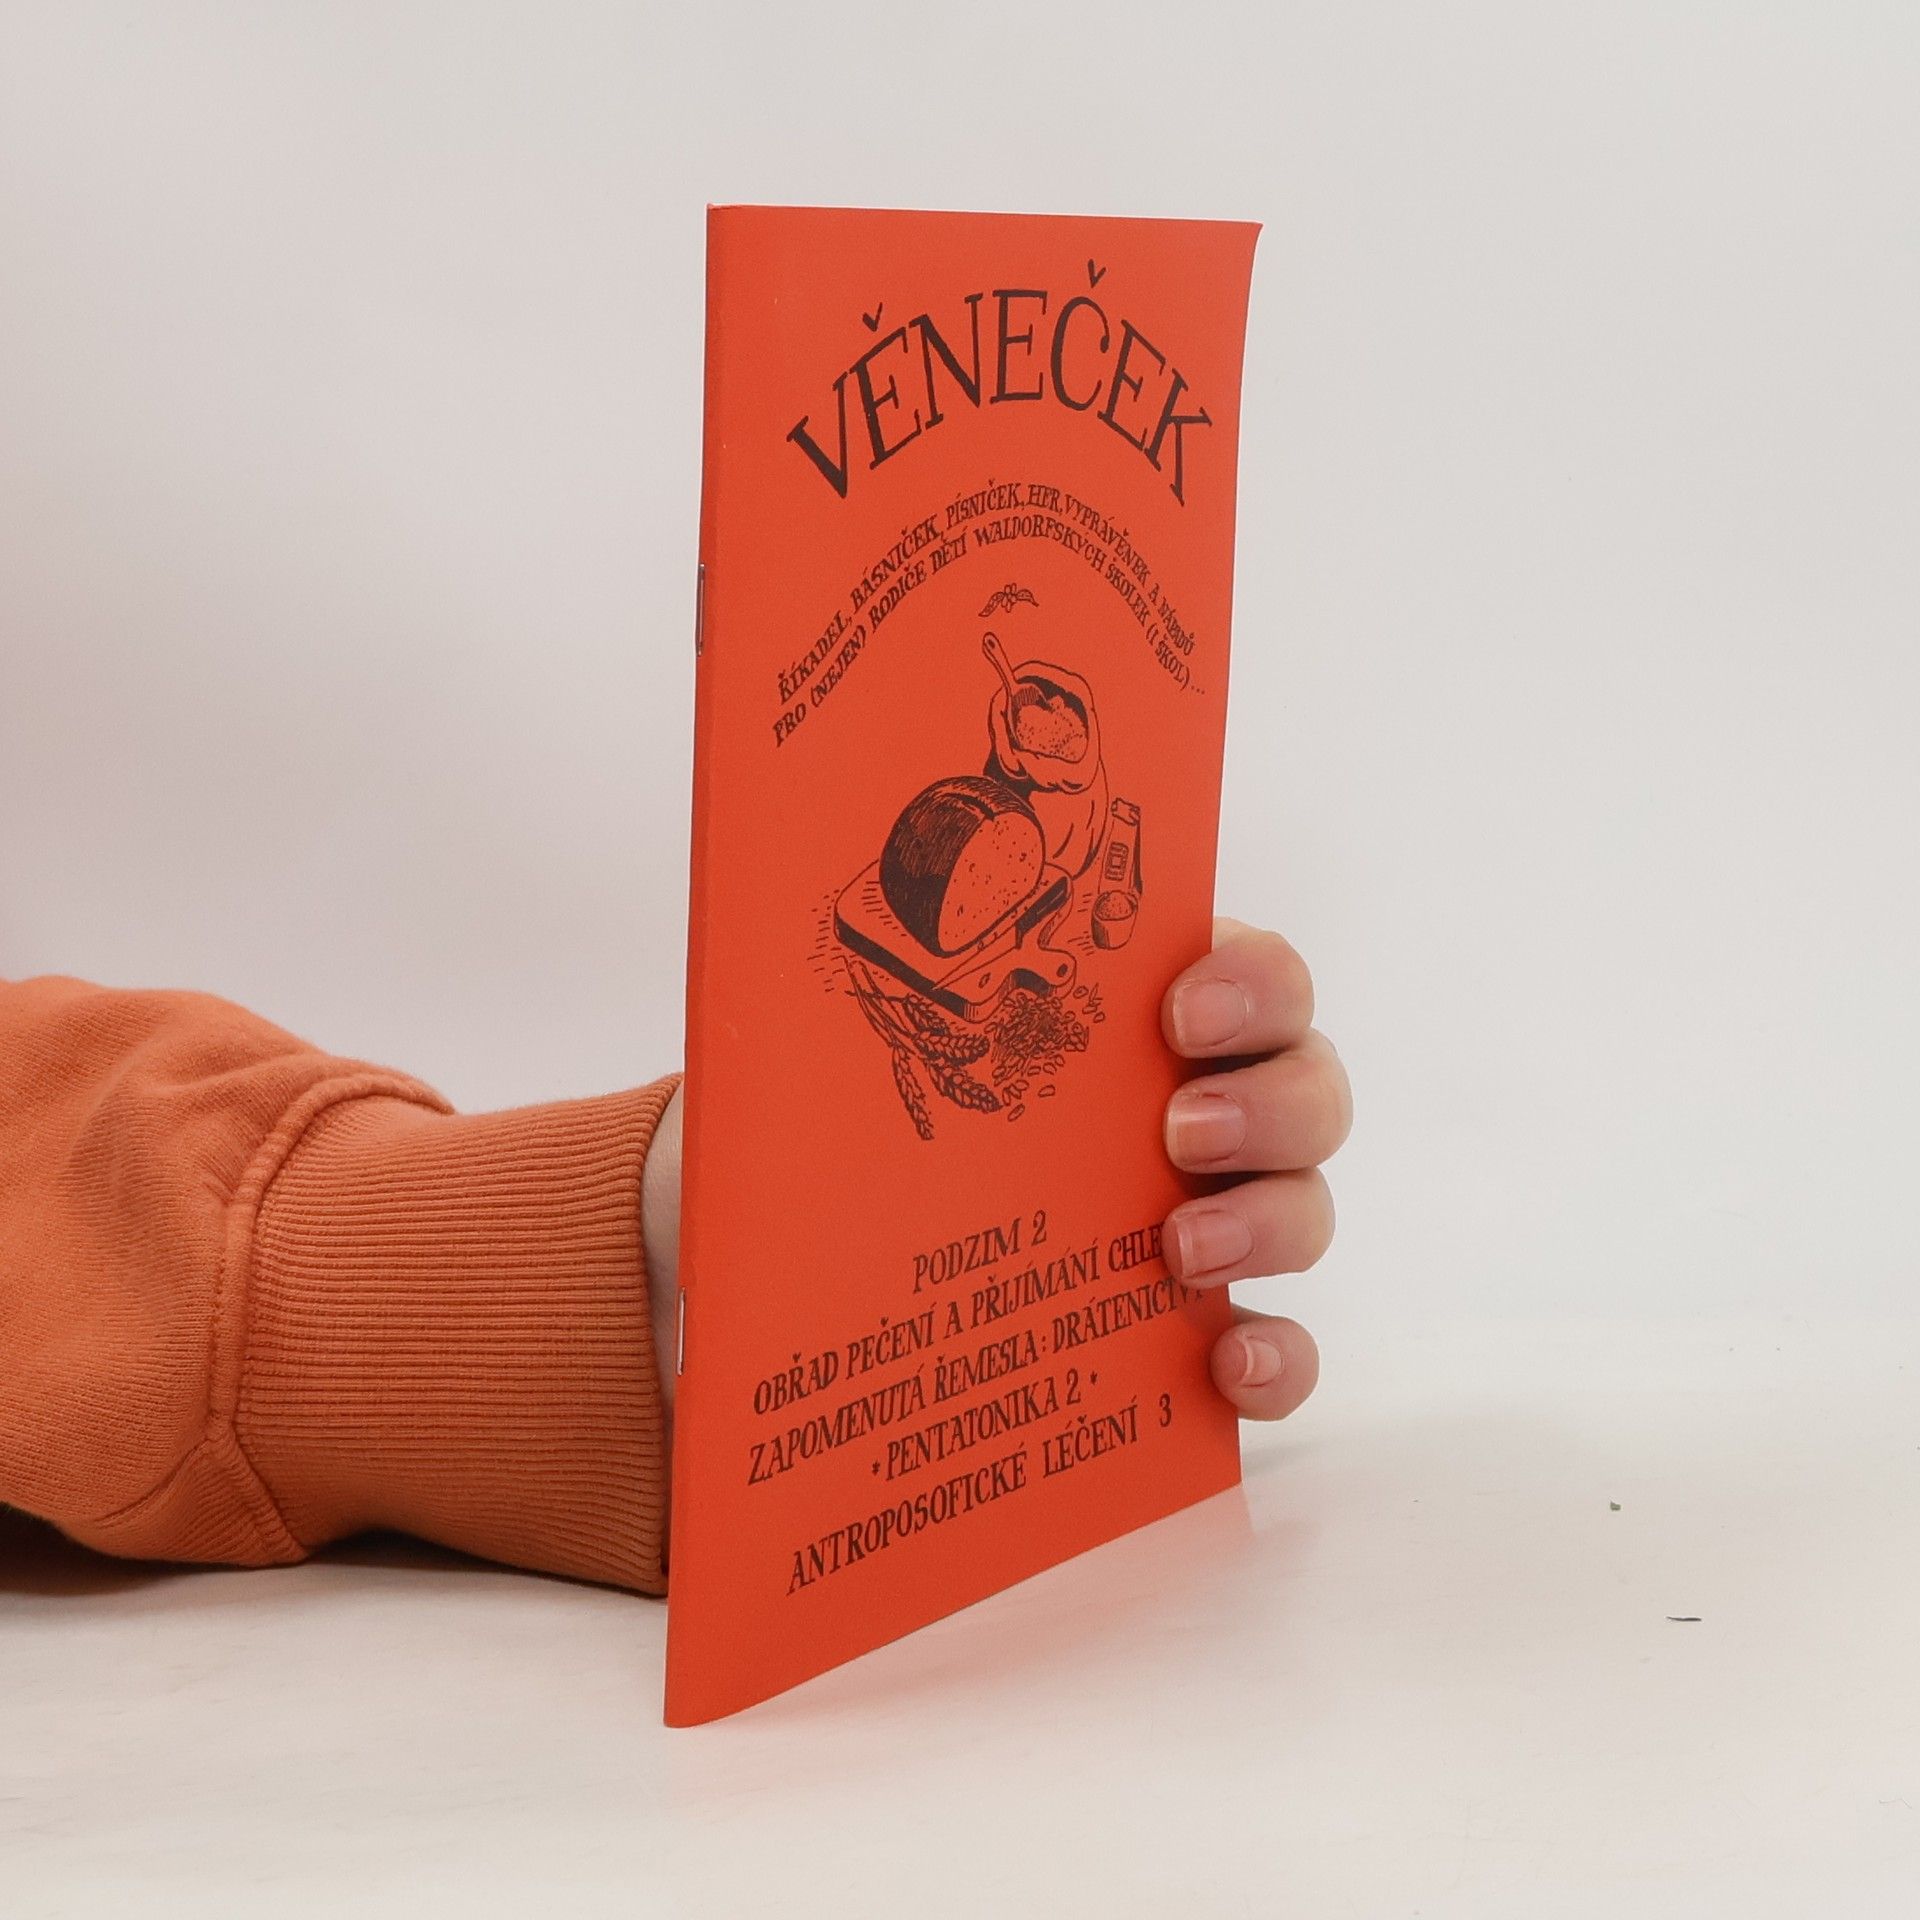 VĚNEČEK
ŘÍKADEL, BÁSNIČEK, PÍSNIČEK, HER, VYPRÁVĚNEK A NÁPADŮ
PRO (NEJEN) RODIČE DĚTÍ WALDORFSKÝCH ŠKOLEK (I ŠKOL)...
PODZIM 2
OBŘAD PEČENÍ A PŘIJÍMÁNÍ
ZAPOMENUTÁ ŘEMESLA: DRÁTENICTVÍ
* PENTATONIKA 2 *
ANTROPOSOFICKÉ LÉČENÍ 3